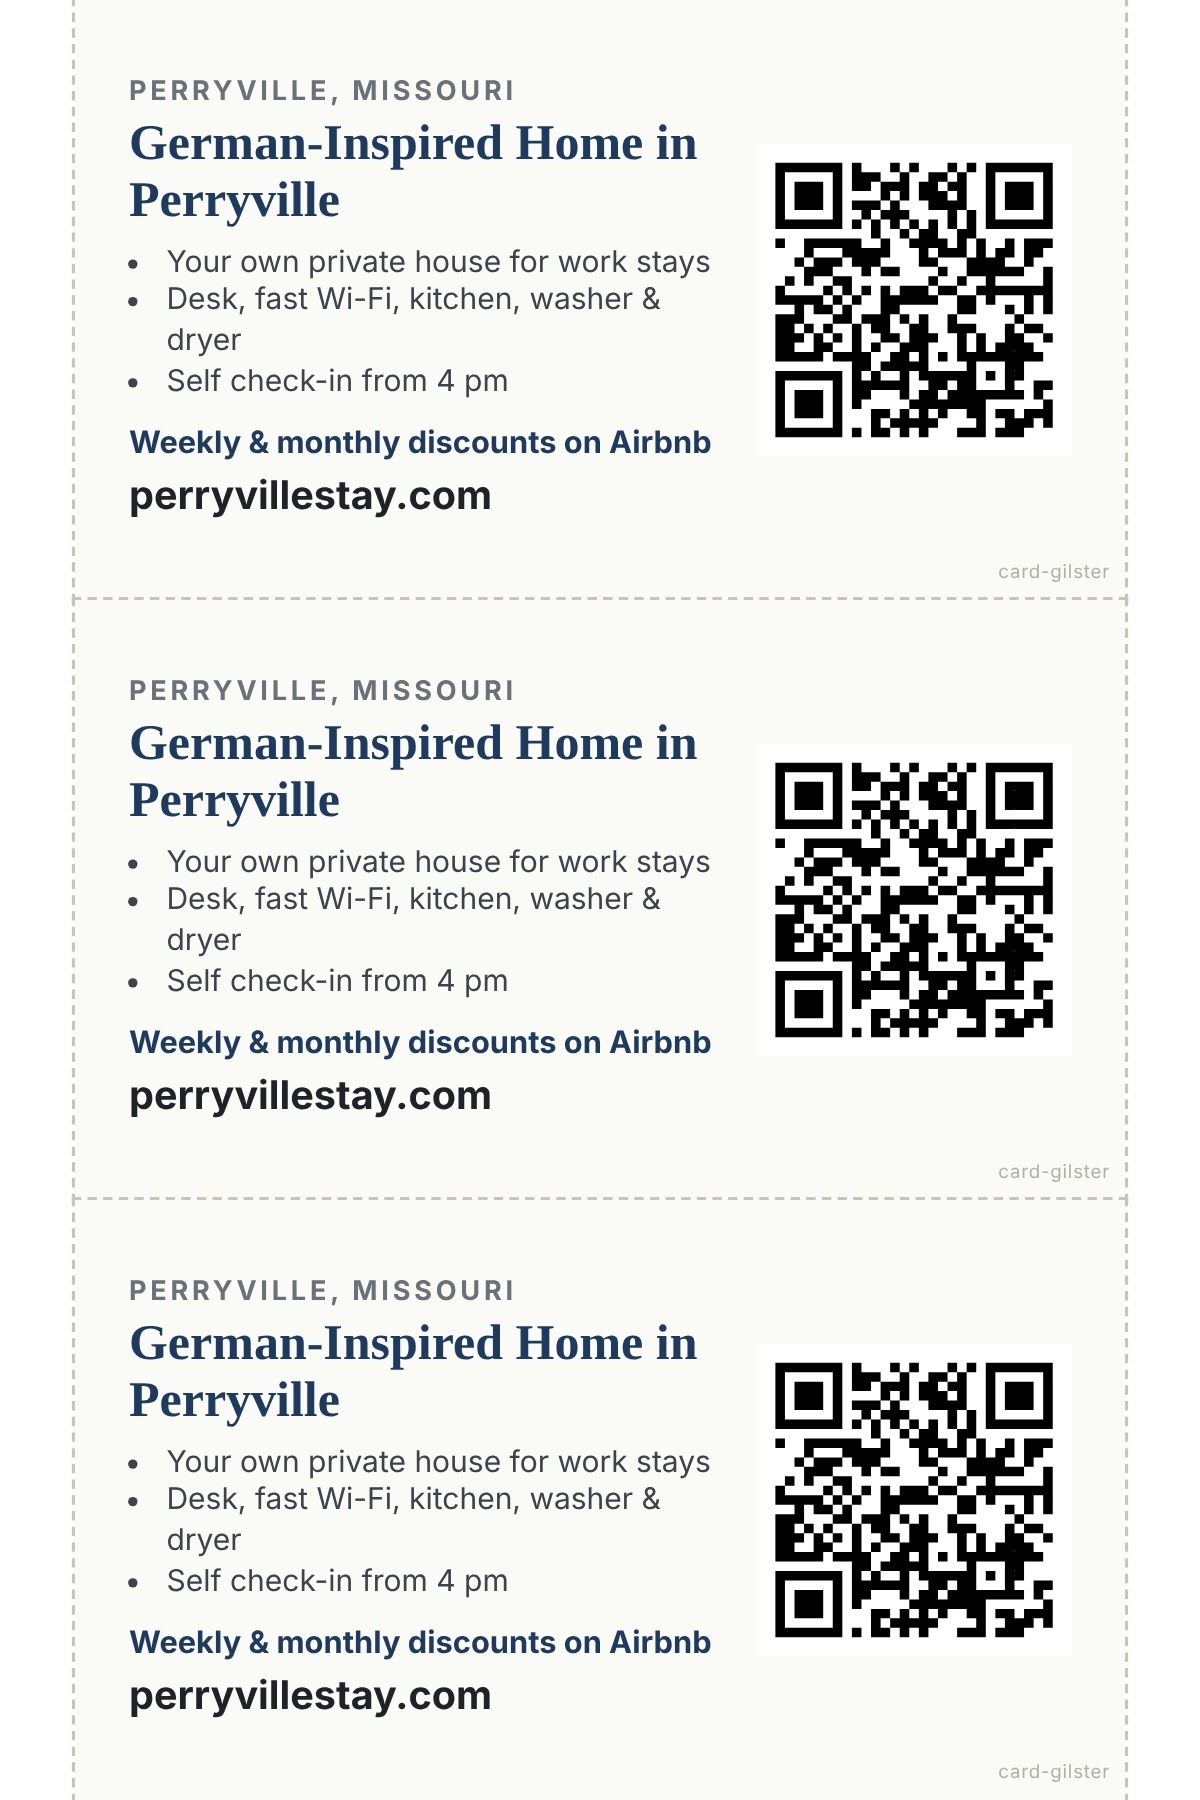 PERRYVILLE, MISSOURI
German-Inspired Home in
Perryville
• Your own private house for work stays
• Desk, fast Wi-Fi, kitchen, washer &
dryer
• Self check-in from 4 pm
Weekly & monthly discounts on Airbnb
perryvillestay.com
card-gilster
PERRYVILLE, MISSOURI
German-Inspired Home in
Perryville
• Your own private house for work stays
• Desk, fast Wi-Fi, kitchen, washer &
dryer
• Self check-in from 4 pm
Weekly & monthly discounts on Airbnb
perryvillestay.com
card-gilster
PERRYVILLE, MISSOURI
German-Inspired Home in
Perryville
• Your own private house for work stays
• Desk, fast Wi-Fi, kitchen, washer &
dryer
• Self check-in from 4 pm
Weekly & monthly discounts on Airbnb
perryvillestay.com
card-gilster